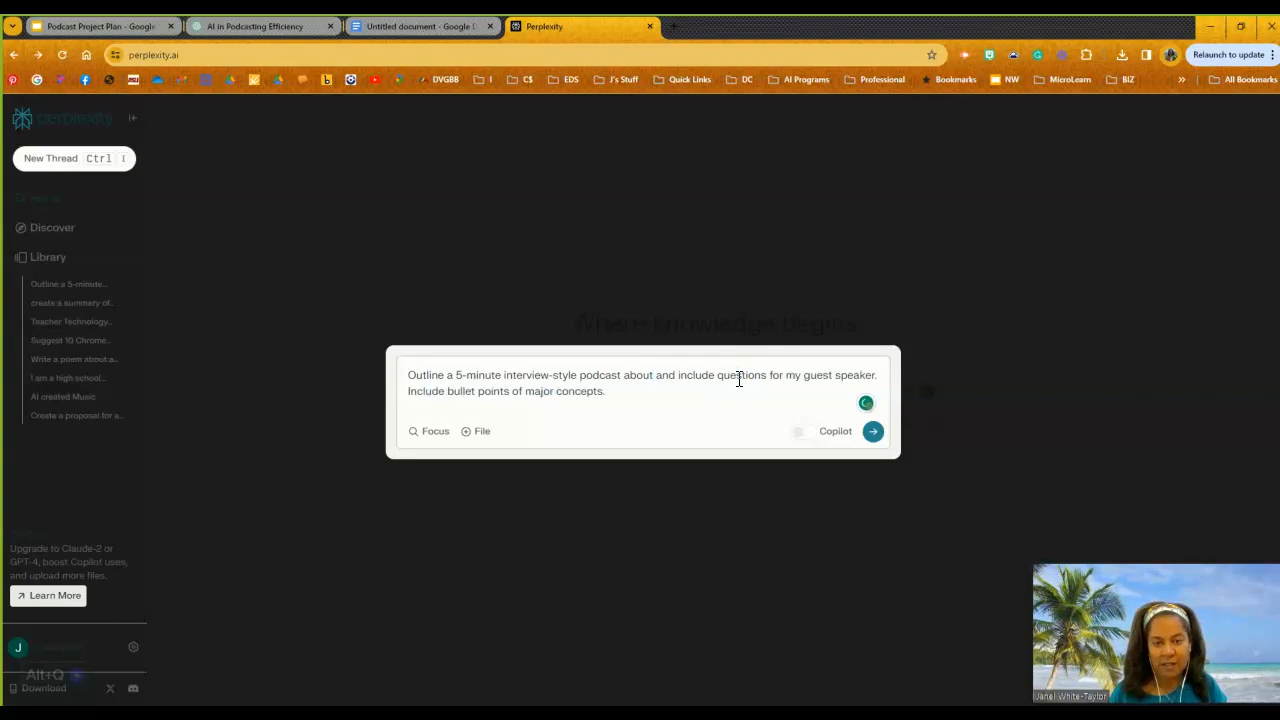 Podcast Project Plan - Google
AI in Podcasting Efficiency
Untitled document - Google D
Perplexity
perplexity.ai
Relaunch to update
DVGBB
I
C$
EDS
J's Stuff
Quick Links
DC
AI Programs
Professional
Bookmarks
NW
MicroLearn
BIZ
»
All Bookmarks
perplexity
New Thread Ctrl I
Discover
Library
Outline a 5-minute...
create a summary of..
Teacher Technology..
Suggest 10 Chrome...
Write a poem about a..
I am a high school...
AI created Music
Create a proposal for a...
Where knowledge begins
Outline a 5-minute interview-style podcast about and include questions for my guest speaker.
Include bullet points of major concepts.
Focus
File
Copilot
Upgrade to Claude-2 or
GPT-4, boost Copilot uses,
and upload more files.
Learn More
J
Alt+Q
Download
Janel White-Taylor